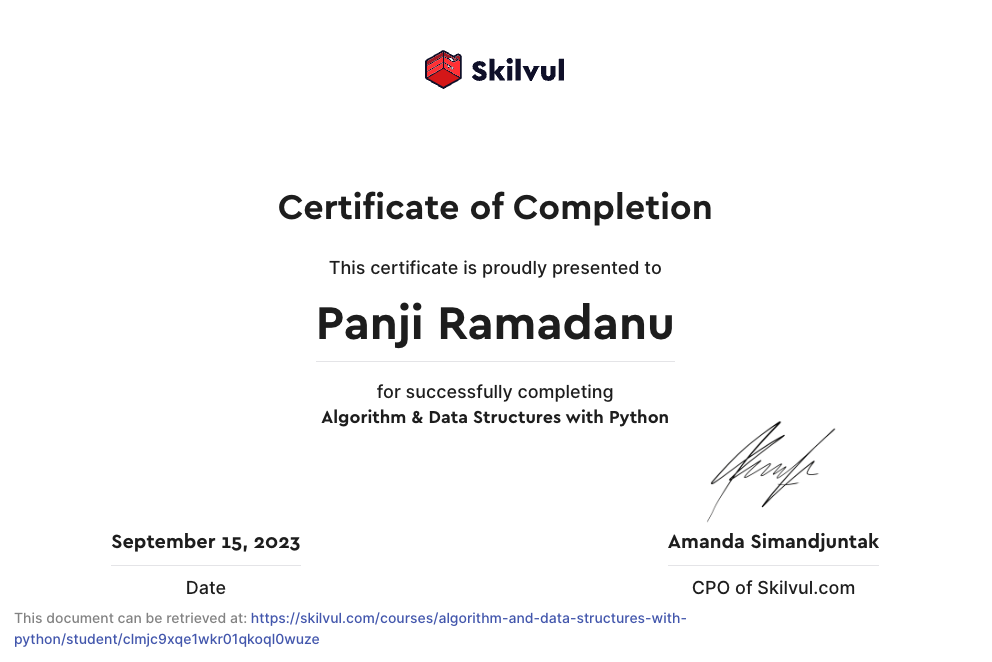 Skilvul
Certificate of Completion
This certificate is proudly presented to
Panji Ramadanu
for successfully completing
Algorithm & Data Structures with Python
September 15, 2023
Date
Amanda Simandjuntak
CPO of Skilvul.com
This document can be retrieved at: https://skilvul.com/courses/algorithm-and-data-structures-with-
python/student/clmjc9xqe1wkr01qkoql0wuze